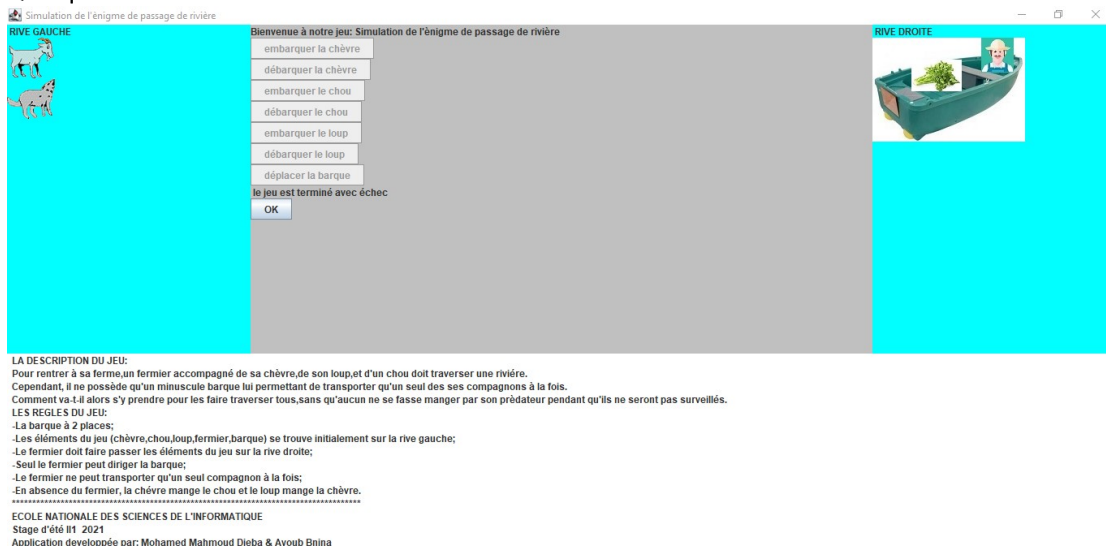 Simulation de l'énigme de passage de rivière
RIVE GAUCHE
Bienvenue à notre jeu: Simulation de l'ènigme de passage de rivière
RIVE DROITE
embarquer la chèvre
débarquer la chèvre
embarquer le chou
débarquer le chou
embarquer le loup
débarquer le loup
déplacer la barque
le jeu est terminé avec échec
OK
LA DESCRIPTION DU JEU:
Pour rentrer à sa ferme,un fermier accompagné de sa chèvre,de son loup,et d'un chou doit traverser une riviére.
Cependant, il ne possède qu'un minuscule barque lui permettant de transporter qu'un seul des ses compagnons à la fois.
Comment va-t-il alors s'y prendre pour les faire traverser tous,sans qu'aucun ne se fasse manger par son prèdateur pendant qu'ils ne seront pas surveillés.
LES REGLES DU JEU:
-La barque à 2 places;
-Les éléments du jeu (chèvre,chou,loup,fermier,barque) se trouve initialement sur la rive gauche;
-Le fermier doit faire passer les éléments du jeu sur la rive droite;
-Seul le fermier peut diriger la barque;
-Le fermier ne peut transporter qu'un seul compagnon à la fois;
-En absence du fermier, la chévre mange le chou et le loup mange la chèvre.
**************************************************************************************
ECOLE NATIONALE DES SCIENCES DE L'INFORMATIQUE
Stage d'été II1 2021
Application developpée par: Mohamed Mahmoud Djeba & Ayoub Bnina